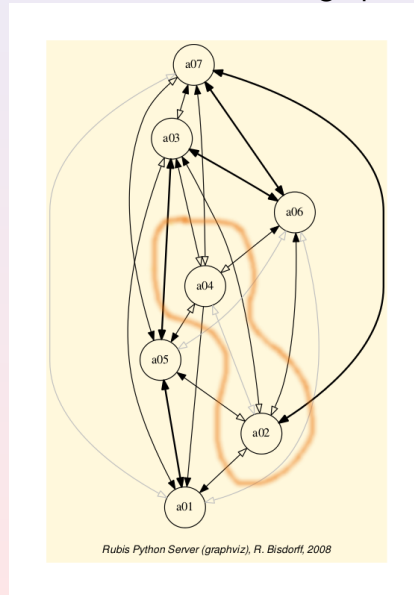 a07
a03
a06
a04
a05
a02
a01
Rubis Python Server (graphviz), R. Bisdorff, 2008